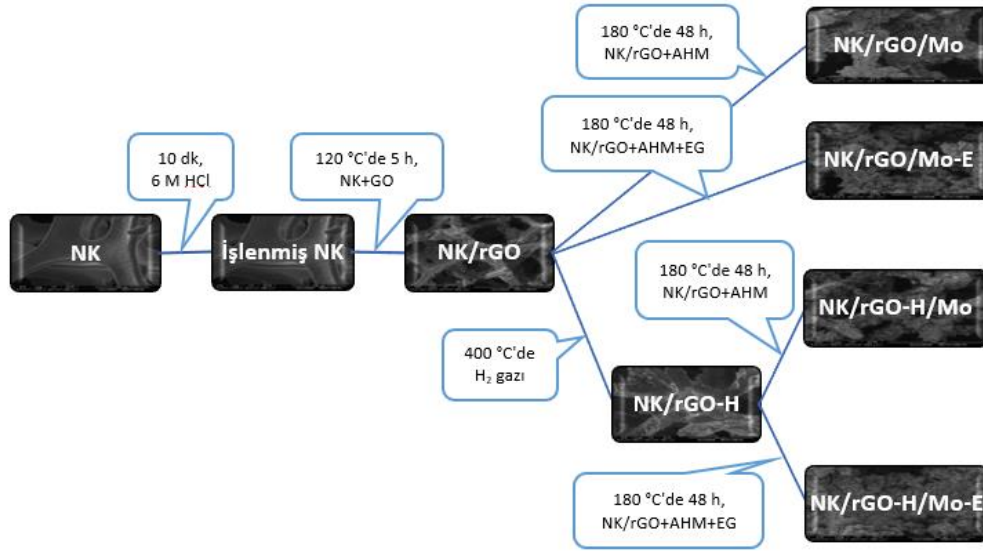 180 °C'de 48 h,
NK/rGO+AHM
NK/rGO/Mo
180 °C'de 48 h,
NK/rGO+AHM+EG
NK/rGO/Mo-E
10 dk,
6 M HCl
120 °C'de 5 h,
NK+GO
NK
İşlenmiş NK
NK/rGO
180 °C'de 48 h,
NK/rGO+AHM
NK/rGO-H/Mo
400 °C'de
H₂ gazı
NK/rGO-H
180 °C'de 48 h,
NK/rGO+AHM+EG
NK/rGO-H/Mo-E